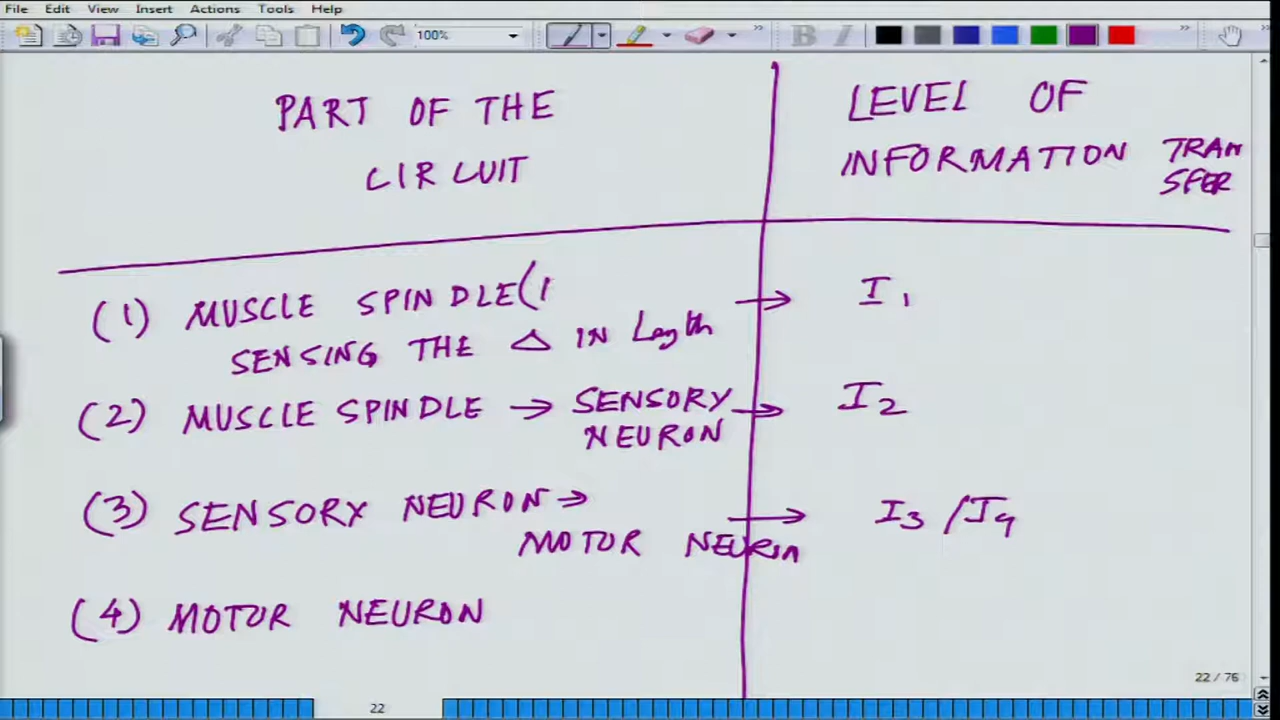 File Edit View Insert Actions Tools Help
100%
PART OF THE
CIRCUIT
LEVEL OF
INFORMATION TRAN
SFER
(1) MUSCLE SPINDLE(1
SENSING THE Δ IN Length
→ I1
(2) MUSCLE SPINDLE → SENSORY
NEURON
→ I2
(3) SENSORY NEURON →
MOTOR NEURON
→ I3 / I4
(4) MOTOR NEURON
22 / 76
22